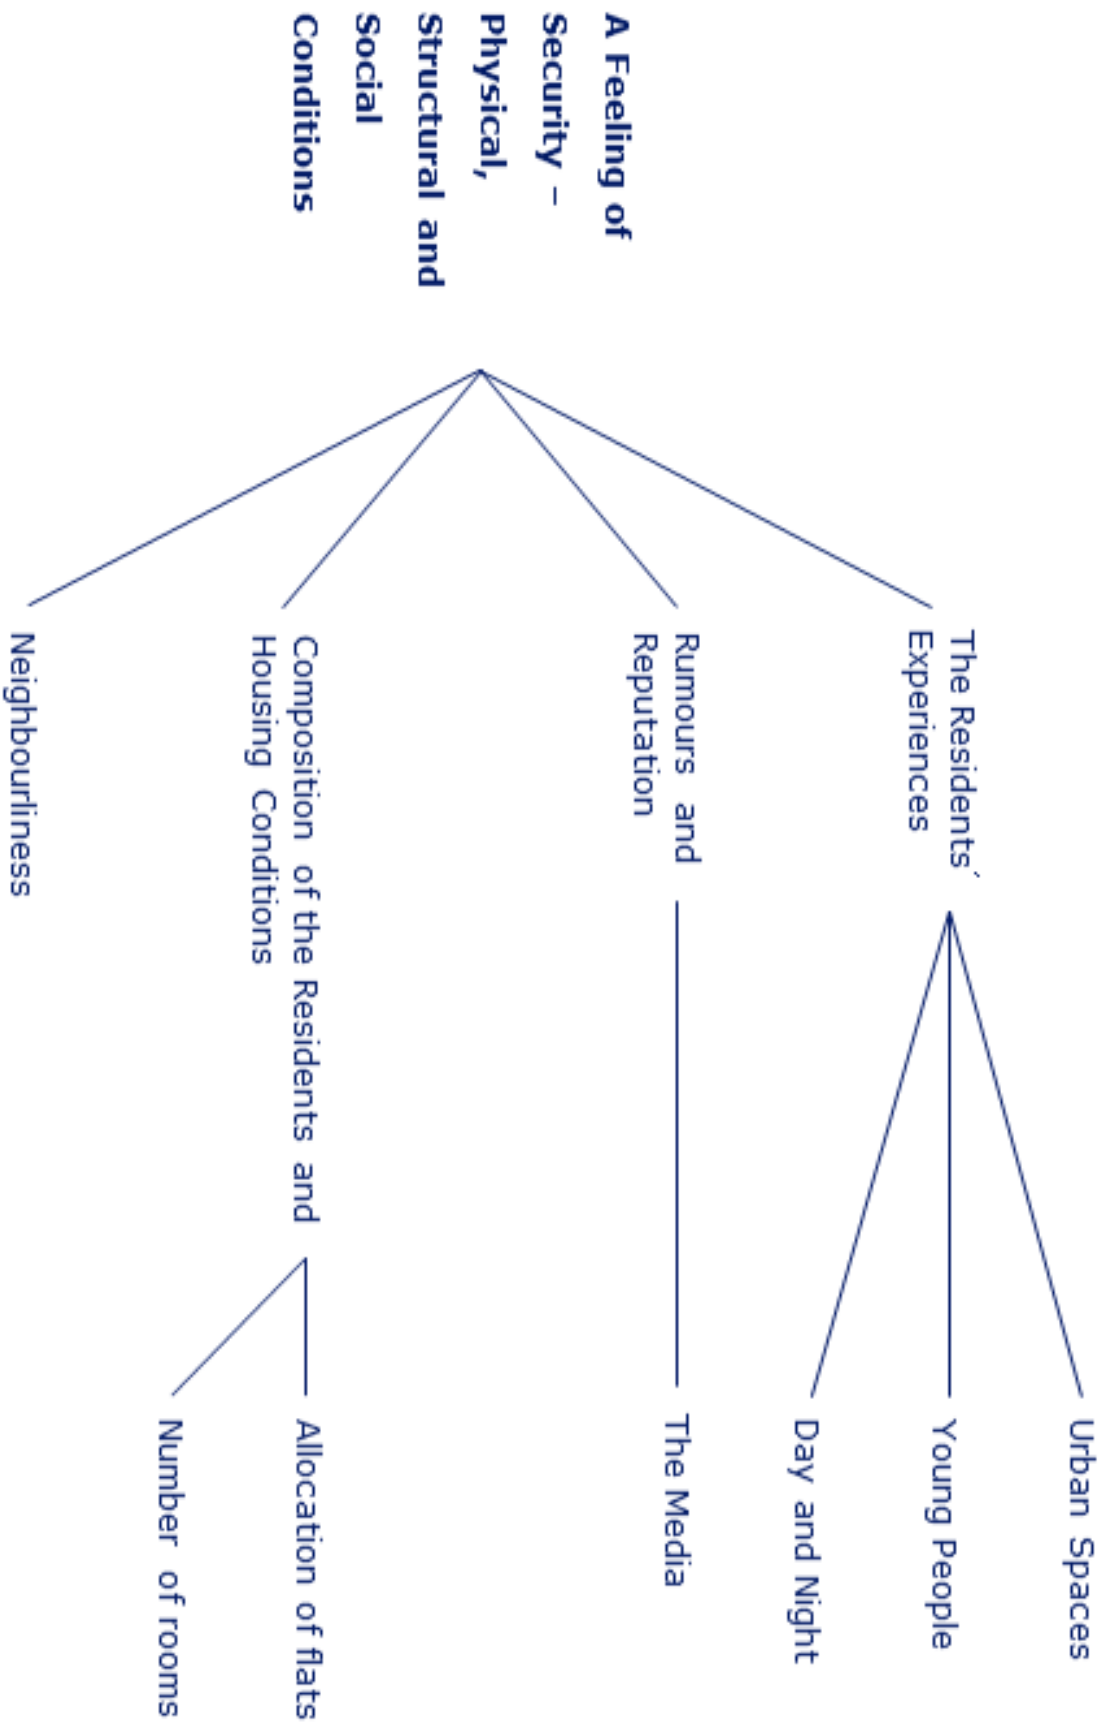 A Feeling of
Security –
Physical,
Structural and
Social
Conditions
The Residents´
Experiences
Urban Spaces
Young People
Day and Night
Rumours and
Reputation
The Media
Composition of the Residents and
Housing Conditions
Allocation of flats
Number of rooms
Neighbourliness